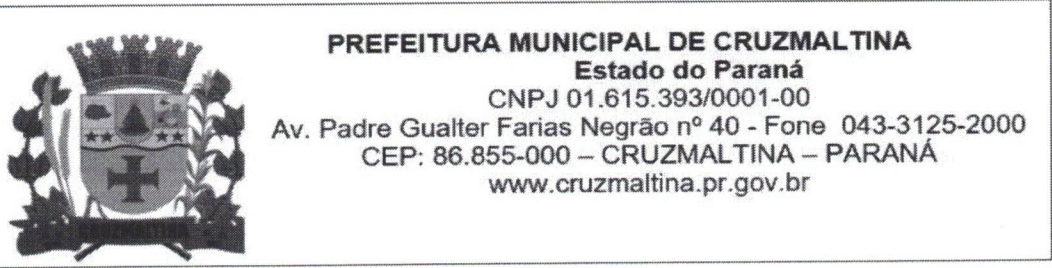 PREFEITURA MUNICIPAL DE CRUZMALTINA
Estado do Paraná
CNPJ 01.615.393/0001-00
Av. Padre Gualter Farias Negrão nº 40 - Fone 043-3125-2000
CEP: 86.855-000 – CRUZMALTINA – PARANÁ
www.cruzmaltina.pr.gov.br
CRUZMALTINA